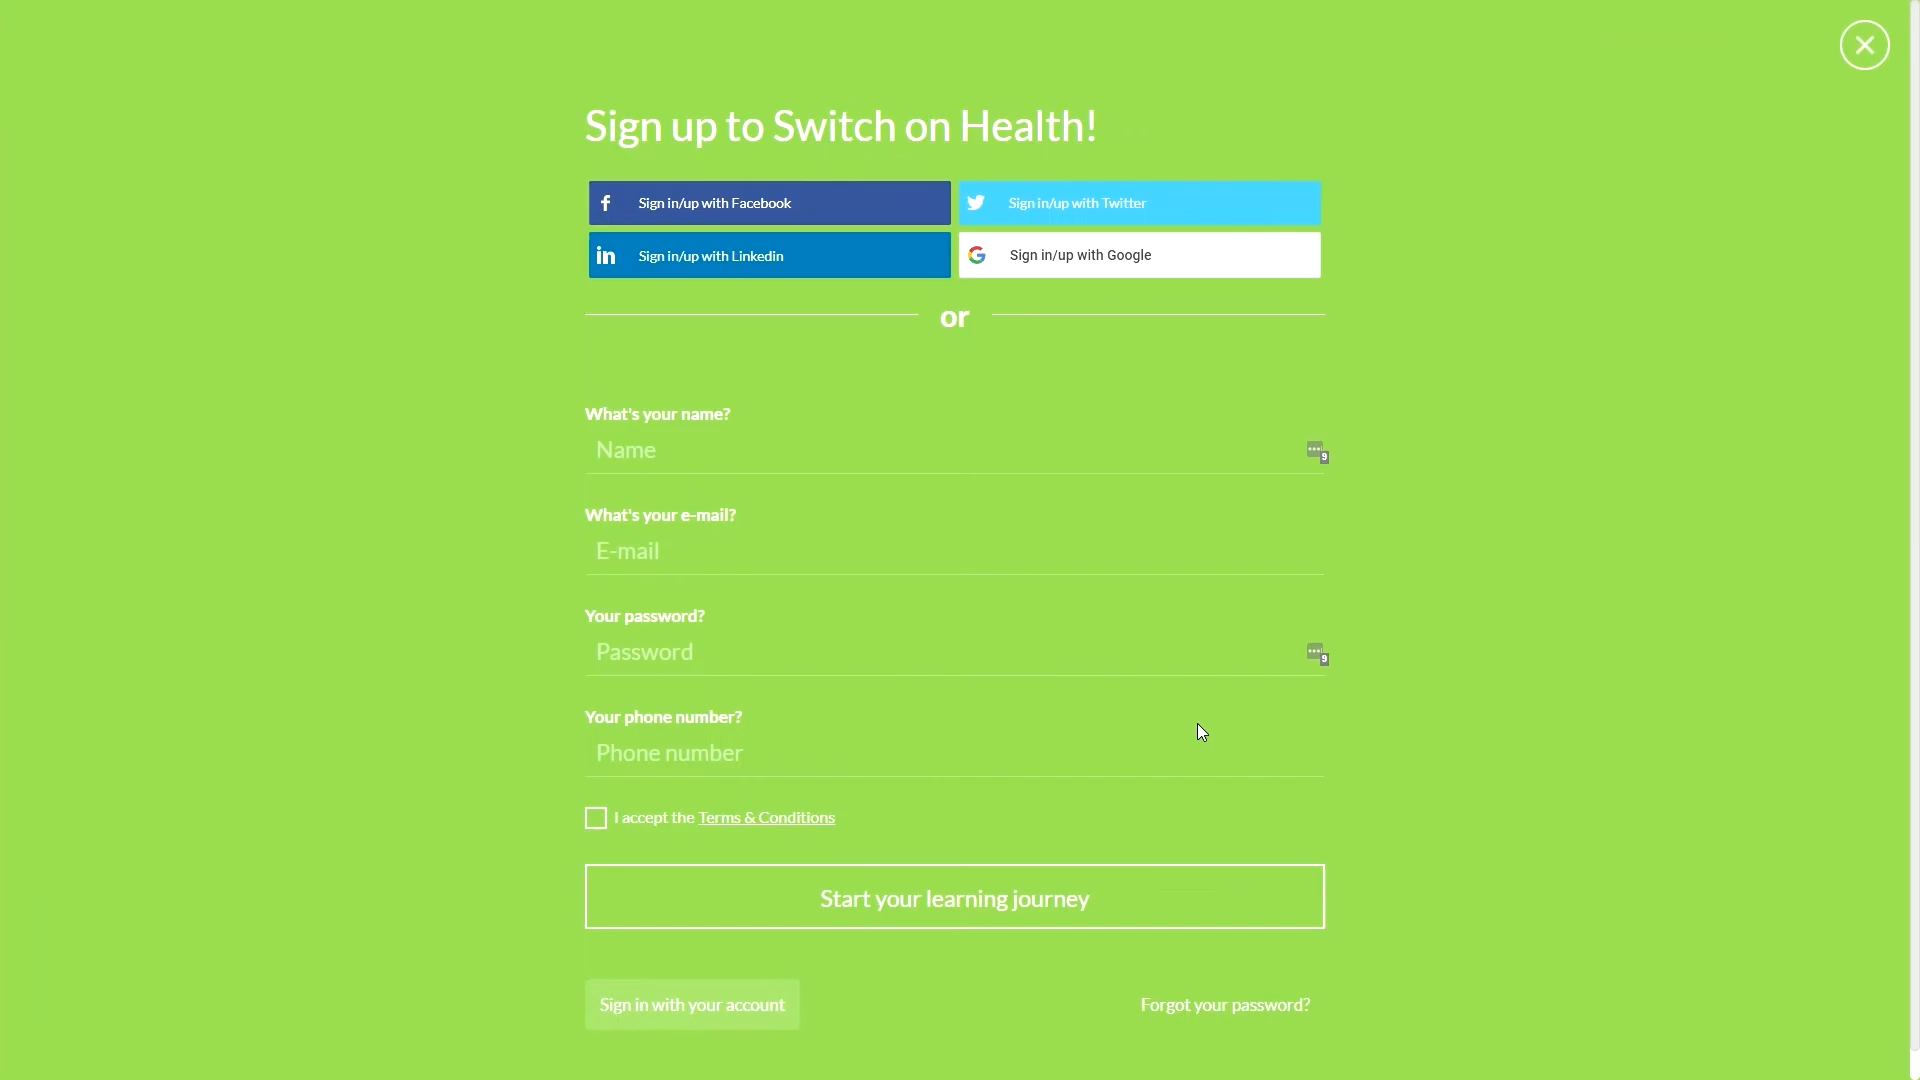 Sign up to Switch on Health!
Sign in/up with Facebook
Sign in/up with Twitter
Sign in/up with Linkedin
Sign in/up with Google
or
What's your name?
Name
9
What's your e-mail?
E-mail
Your password?
Password
9
Your phone number?
Phone number
I accept the Terms & Conditions
Start your learning journey
Sign in with your account
Forgot your password?